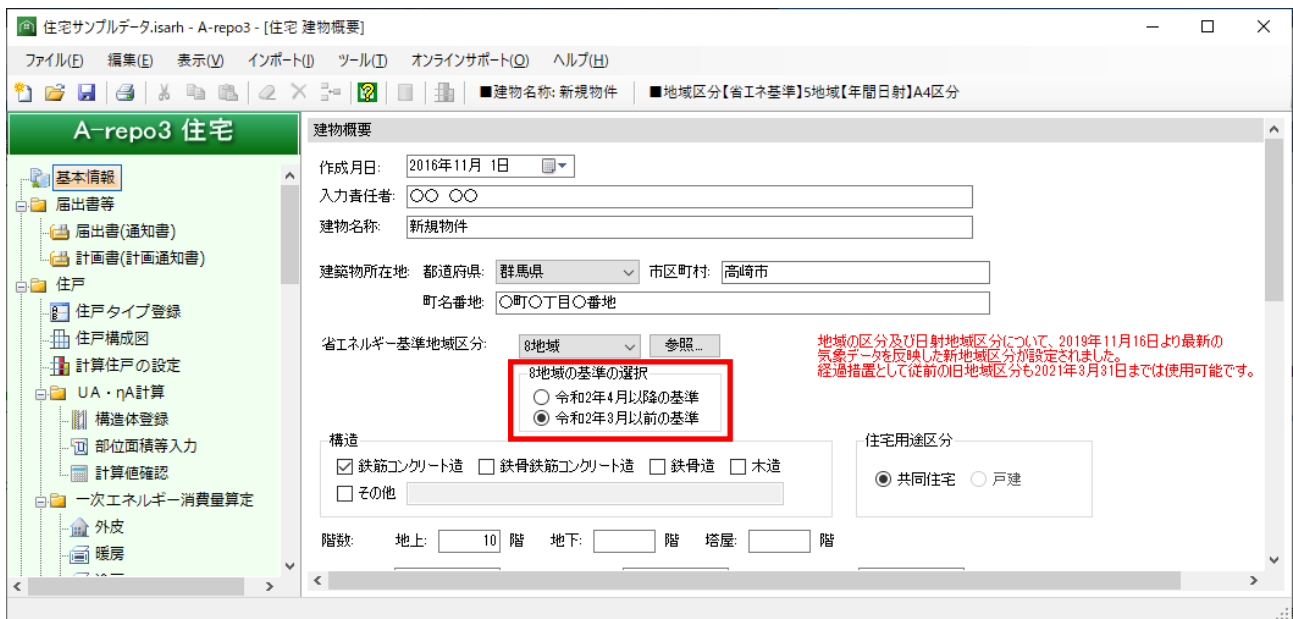 住宅サンプルデータ.isarh - A-repo3 - [住宅 建物概要]
ファイル(F) 編集(E) 表示(V) インポート(I) ツール(T) オンラインサポート(O) ヘルプ(H)
■建物名称: 新規物件 ■地域区分【省エネ基準】5地域【年間日射】A4区分
A-repo3 住宅
基本情報
届出書等
届出書(通知書)
計画書(計画通知書)
住戸
住戸タイプ登録
住戸構成図
計算住戸の設定
UA・ηA計算
構造体登録
部位面積等入力
計算値確認
一次エネルギー消費量算定
外皮
暖房
建物概要
作成月日: 2016年11月 1日
入力責任者: 〇〇 〇〇
建物名称: 新規物件
建築物所在地: 都道府県: 群馬県 市区町村: 高崎市
町名番地: 〇町〇丁目〇番地
省エネルギー基準地域区分: 8地域 参照...
地域の区分及び日射地域区分について、2019年11月16日より最新の
気象データを反映した新地域区分が設定されました。
経過措置として従前の旧地域区分も2021年3月31日までは使用可能です。
8地域の基準の選択
令和2年4月以降の基準
令和2年3月以前の基準
構造
鉄筋コンクリート造 鉄骨鉄筋コンクリート造 鉄骨造 木造
その他
住宅用途区分
共同住宅 戸建
階数: 地上: 10 階 地下: 階 塔屋: 階